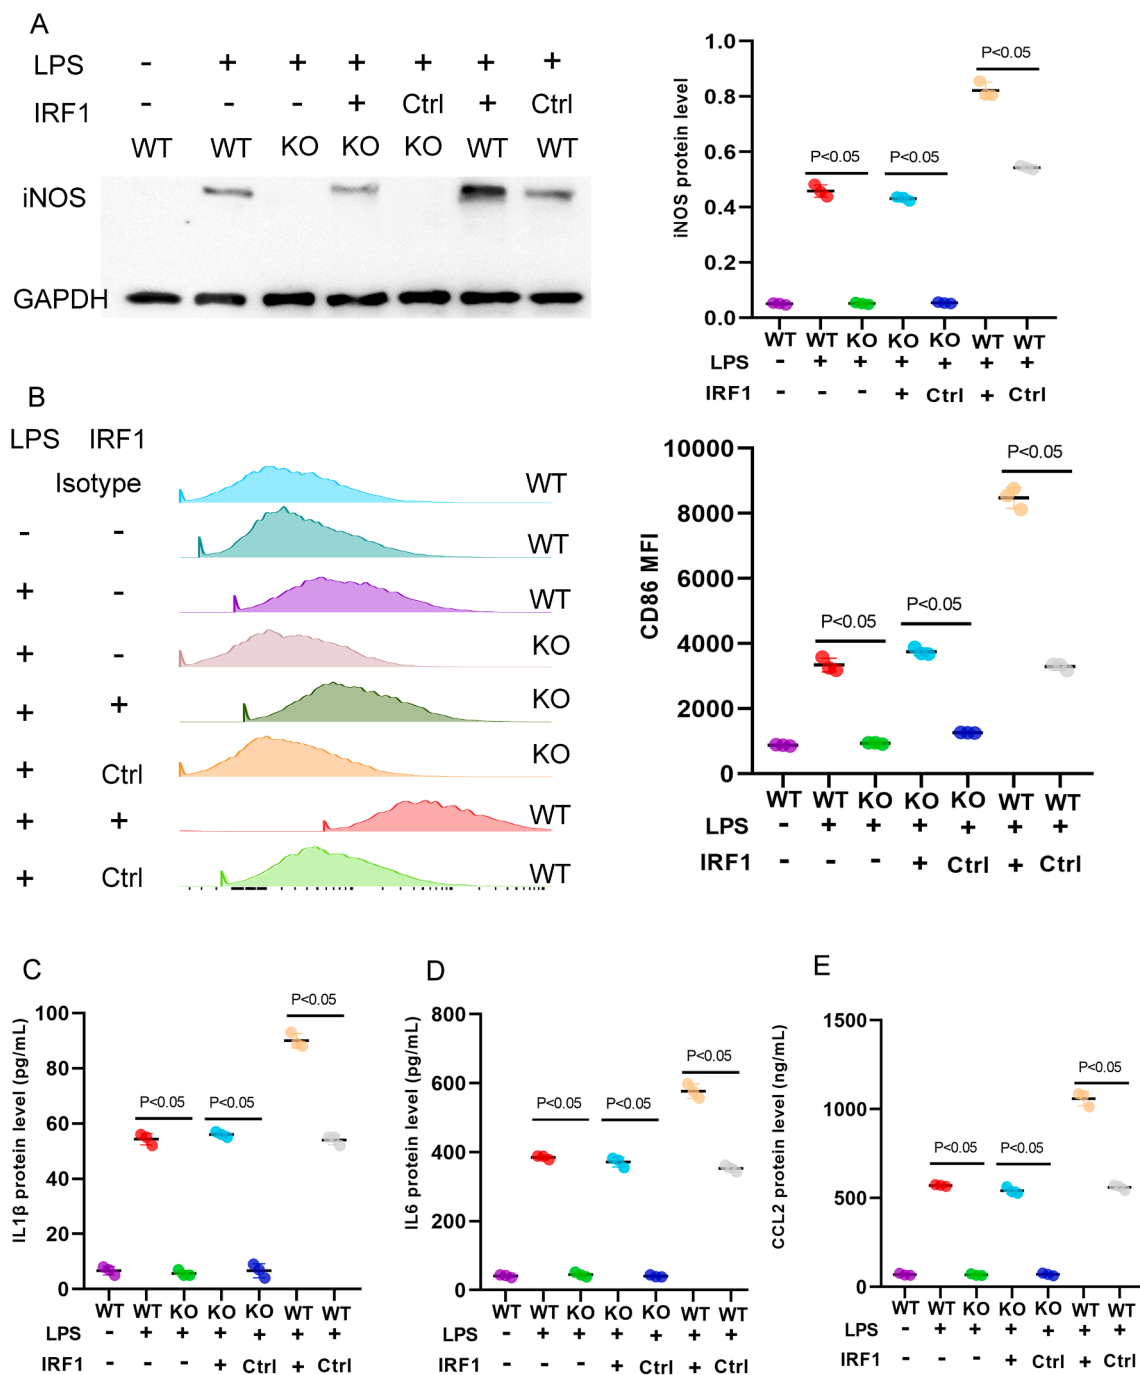 A
LPS - + + + + + +
IRF1 - - - + Ctrl + Ctrl
WT WT KO KO KO WT WT
iNOS
GAPDH
iNOS protein level
1.0
0.8
0.6
0.4
0.2
0.0
P<0.05
P<0.05
P<0.05
WT WT KO KO KO WT WT
LPS - + + + + + +
IRF1 - - - + Ctrl + Ctrl
B
LPS IRF1
Isotype WT
- - WT
+ - WT
+ - KO
+ + KO
+ Ctrl KO
+ + WT
+ Ctrl WT
CD86 MFI
10000
8000
6000
4000
2000
0
P<0.05
P<0.05
P<0.05
WT WT KO KO KO WT WT
LPS - + + + + + +
IRF1 - - - + Ctrl + Ctrl
C
IL1β protein level (pg/mL)
100
80
60
40
20
0
P<0.05
P<0.05
P<0.05
WT WT KO KO KO WT WT
LPS - + + + + + +
IRF1 - - - + Ctrl + Ctrl
D
IL6 protein level (pg/mL)
800
600
400
200
0
P<0.05
P<0.05
P<0.05
WT WT KO KO KO WT WT
LPS - + + + + + +
IRF1 - - - + Ctrl + Ctrl
E
CCL2 protein level (ng/mL)
1500
1000
500
0
P<0.05
P<0.05
P<0.05
WT WT KO KO KO WT WT
LPS - + + + + + +
IRF1 - - - + Ctrl + Ctrl